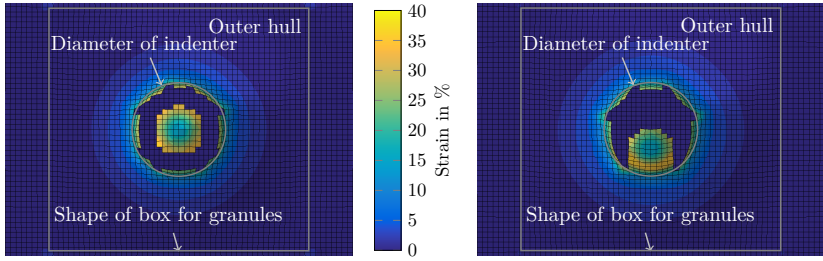 Outer hull
Diameter of indenter
Shape of box for granules
40
35
30
25
20
15
10
5
0
Strain in %
Outer hull
Diameter of indenter
Shape of box for granules